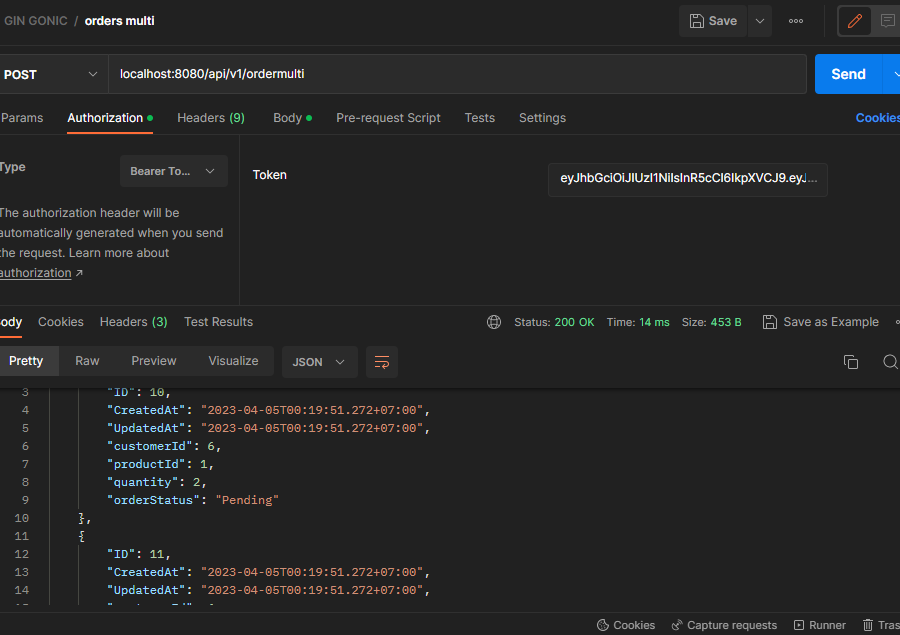 GIN GONIC / orders multi
Save
POST
localhost:8080/api/v1/ordermulti
Send
Params Authorization Headers (9) Body Pre-request Script Tests Settings Cookies
Type
Bearer To...
Token
The authorization header will be
automatically generated when you send
the request. Learn more about
authorization ↗
Body Cookies Headers (3) Test Results
Status: 200 OK Time: 14 ms Size: 453 B Save as Example
Pretty Raw Preview Visualize JSON
3 "ID": 10,
4 "CreatedAt": "2023-04-05T00:19:51.272+07:00",
5 "UpdatedAt": "2023-04-05T00:19:51.272+07:00",
6 "customerId": 6,
7 "productId": 1,
8 "quantity": 2,
9 "orderStatus": "Pending"
10 },
11 {
12 "ID": 11,
13 "CreatedAt": "2023-04-05T00:19:51.272+07:00",
14 "UpdatedAt": "2023-04-05T00:19:51.272+07:00",
Cookies Capture requests Runner Tras